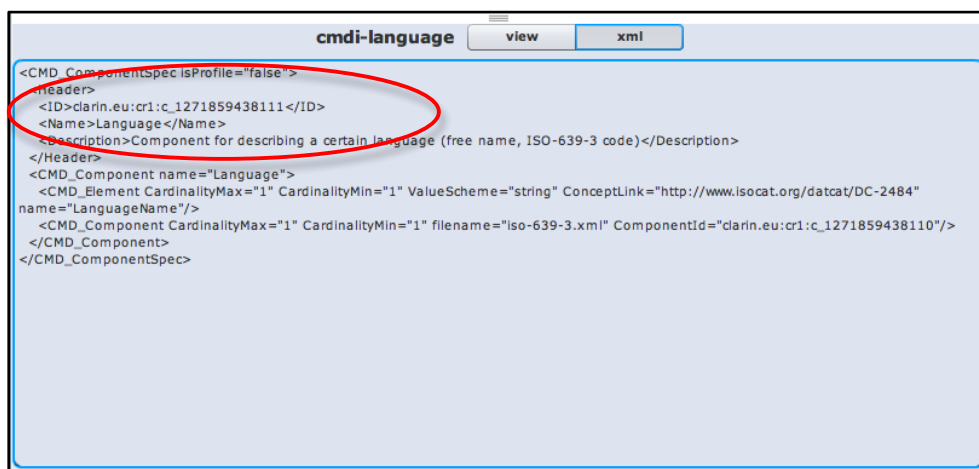 cmdi-language view xml
<CMD_ComponentSpec isProfile="false">
<Header>
<ID>clarin.eu:cr1:c_1271859438111</ID>
<Name>Language</Name>
<Description>Component for describing a certain language (free name, ISO-639-3 code)</Description>
</Header>
<CMD_Component name="Language">
<CMD_Element CardinalityMax="1" CardinalityMin="1" ValueScheme="string" ConceptLink="http://www.isocat.org/datcat/DC-2484"
name="LanguageName"/>
<CMD_Component CardinalityMax="1" CardinalityMin="1" filename="iso-639-3.xml" ComponentId="clarin.eu:cr1:c_1271859438110"/>
</CMD_Component>
</CMD_ComponentSpec>